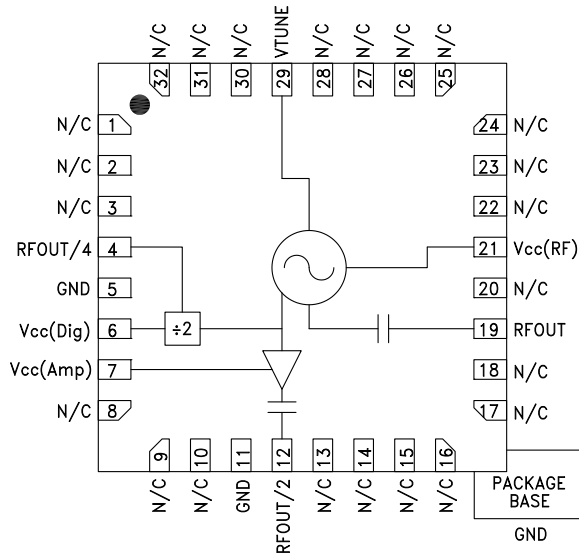 N/C N/C N/C VTUNE N/C N/C N/C N/C
32 31 30 29 28 27 26 25
N/C 1
N/C 2
N/C 3
RFOUT/4 4
GND 5
Vcc(Dig) 6
Vcc(Amp) 7
N/C 8
÷2
24 N/C
23 N/C
22 N/C
21 Vcc(RF)
20 N/C
19 RFOUT
18 N/C
17 N/C
9 10 11 12 13 14 15 16
N/C N/C GND RFOUT/2 N/C N/C N/C N/C
PACKAGE
BASE
GND